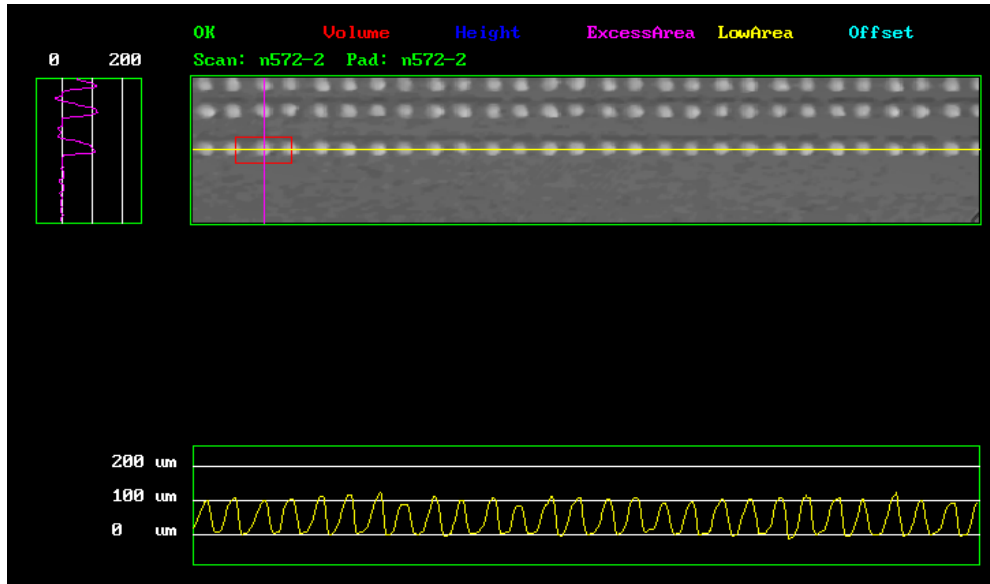 OK Volume Height ExcessArea LowArea Offset
0 200 Scan: n572-2 Pad: n572-2
200 um
100 um
0 um